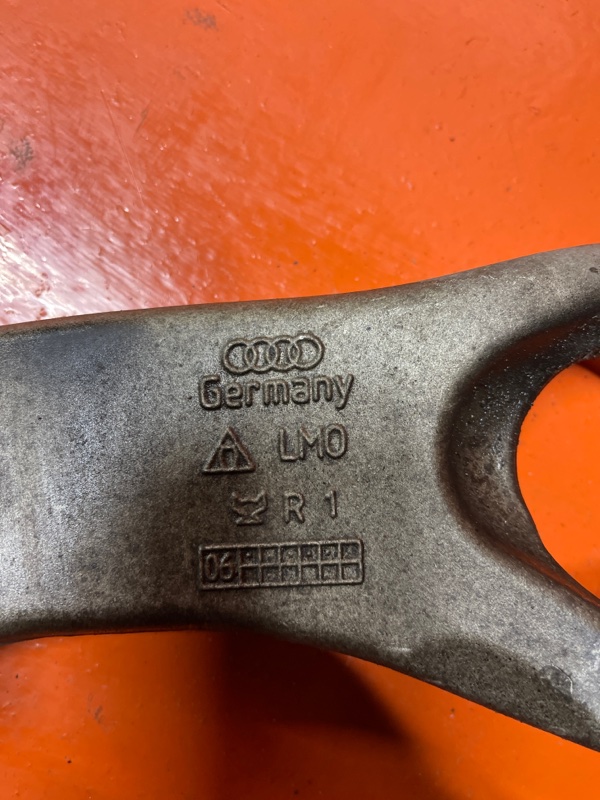 Germany
LMO
R 1
06